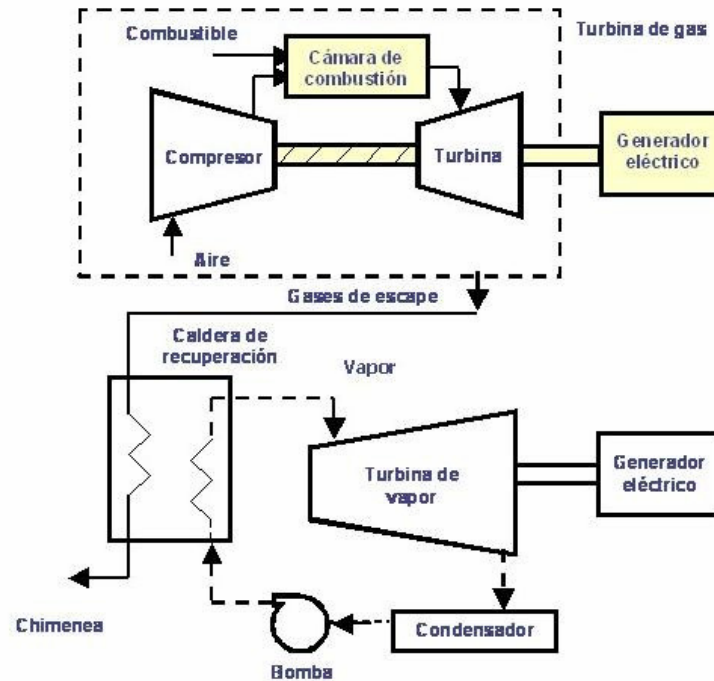 Combustible
Turbina de gas
Cámara de
combustión
Compresor
Turbina
Generador
eléctrico
Aire
Gases de escape
Caldera de
recuperación
Vapor
Turbina de
vapor
Generador
eléctrico
Chimenea
Condensador
Bomba